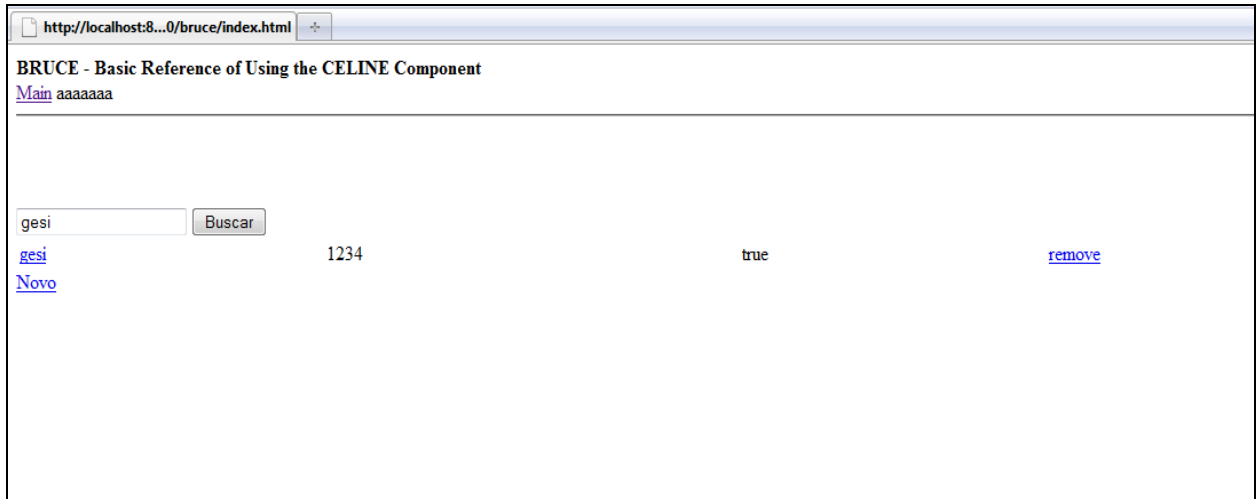 http://localhost:8...0/bruce/index.html
BRUCE - Basic Reference of Using the CELINE Component
Main aaaaaaa
gesi Buscar
gesi 1234 true remove
Novo